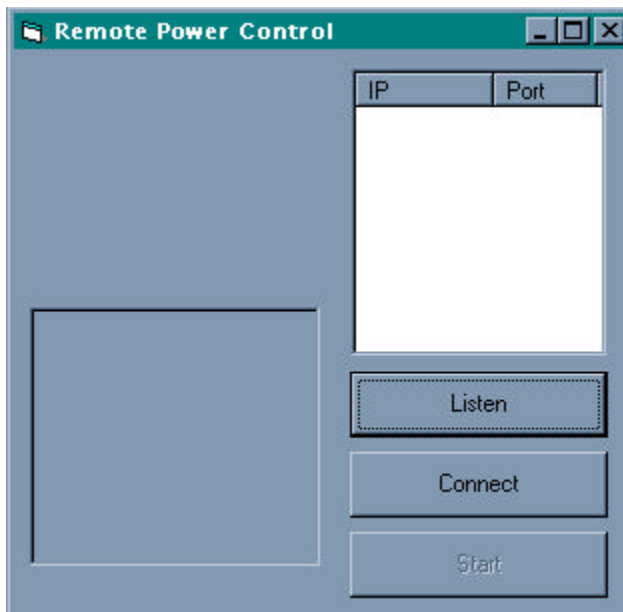 Remote Power Control
IP Port
Listen
Connect
Start